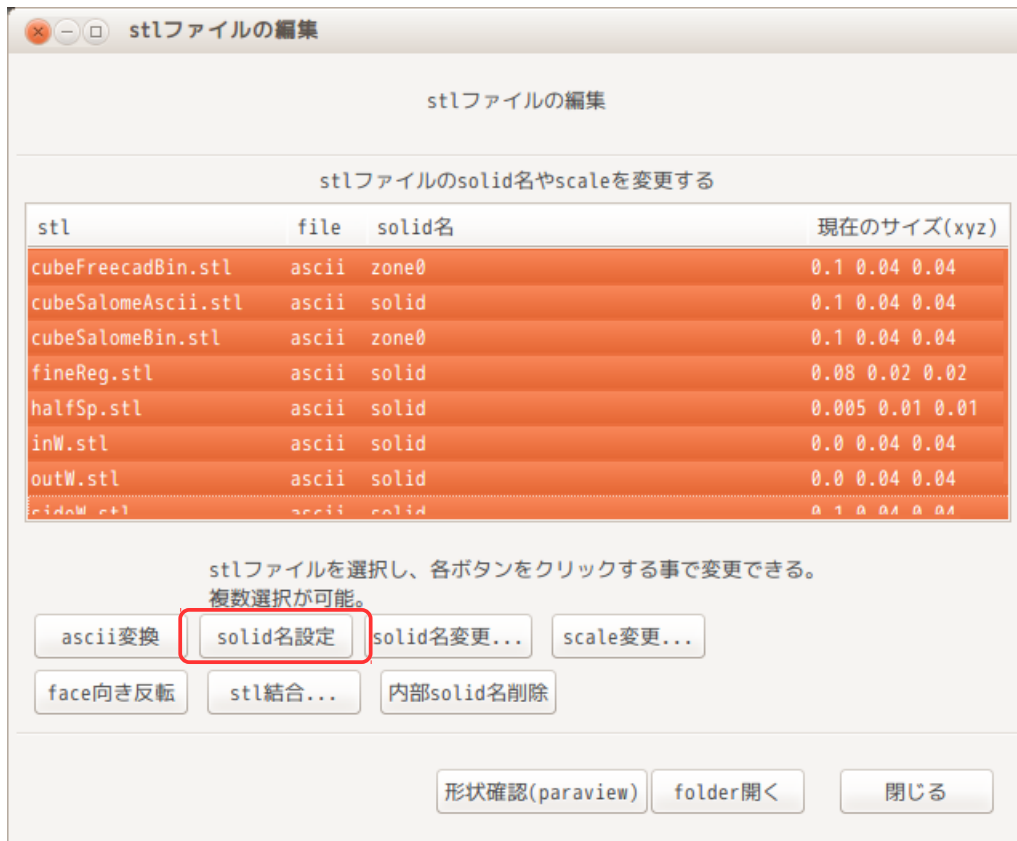 stlファイルの編集
stlファイルの編集
stlファイルのsolid名やscaleを変更する
stl file solid名 現在のサイズ(xyz)
cubeFreecadBin.stl ascii zone0 0.1 0.04 0.04
cubeSalomeAscii.stl ascii solid 0.1 0.04 0.04
cubeSalomeBin.stl ascii zone0 0.1 0.04 0.04
fineReg.stl ascii solid 0.08 0.02 0.02
halfSp.stl ascii solid 0.005 0.01 0.01
inW.stl ascii solid 0.0 0.04 0.04
outW.stl ascii solid 0.0 0.04 0.04
sideW.stl ascii solid 0.1 0.04 0.04
stlファイルを選択し、各ボタンをクリックする事で変更できる。
複数選択が可能。
ascii変換 solid名設定 solid名変更... scale変更...
face向き反転 stl結合... 内部solid名削除
形状確認(paraview) folder開く 閉じる